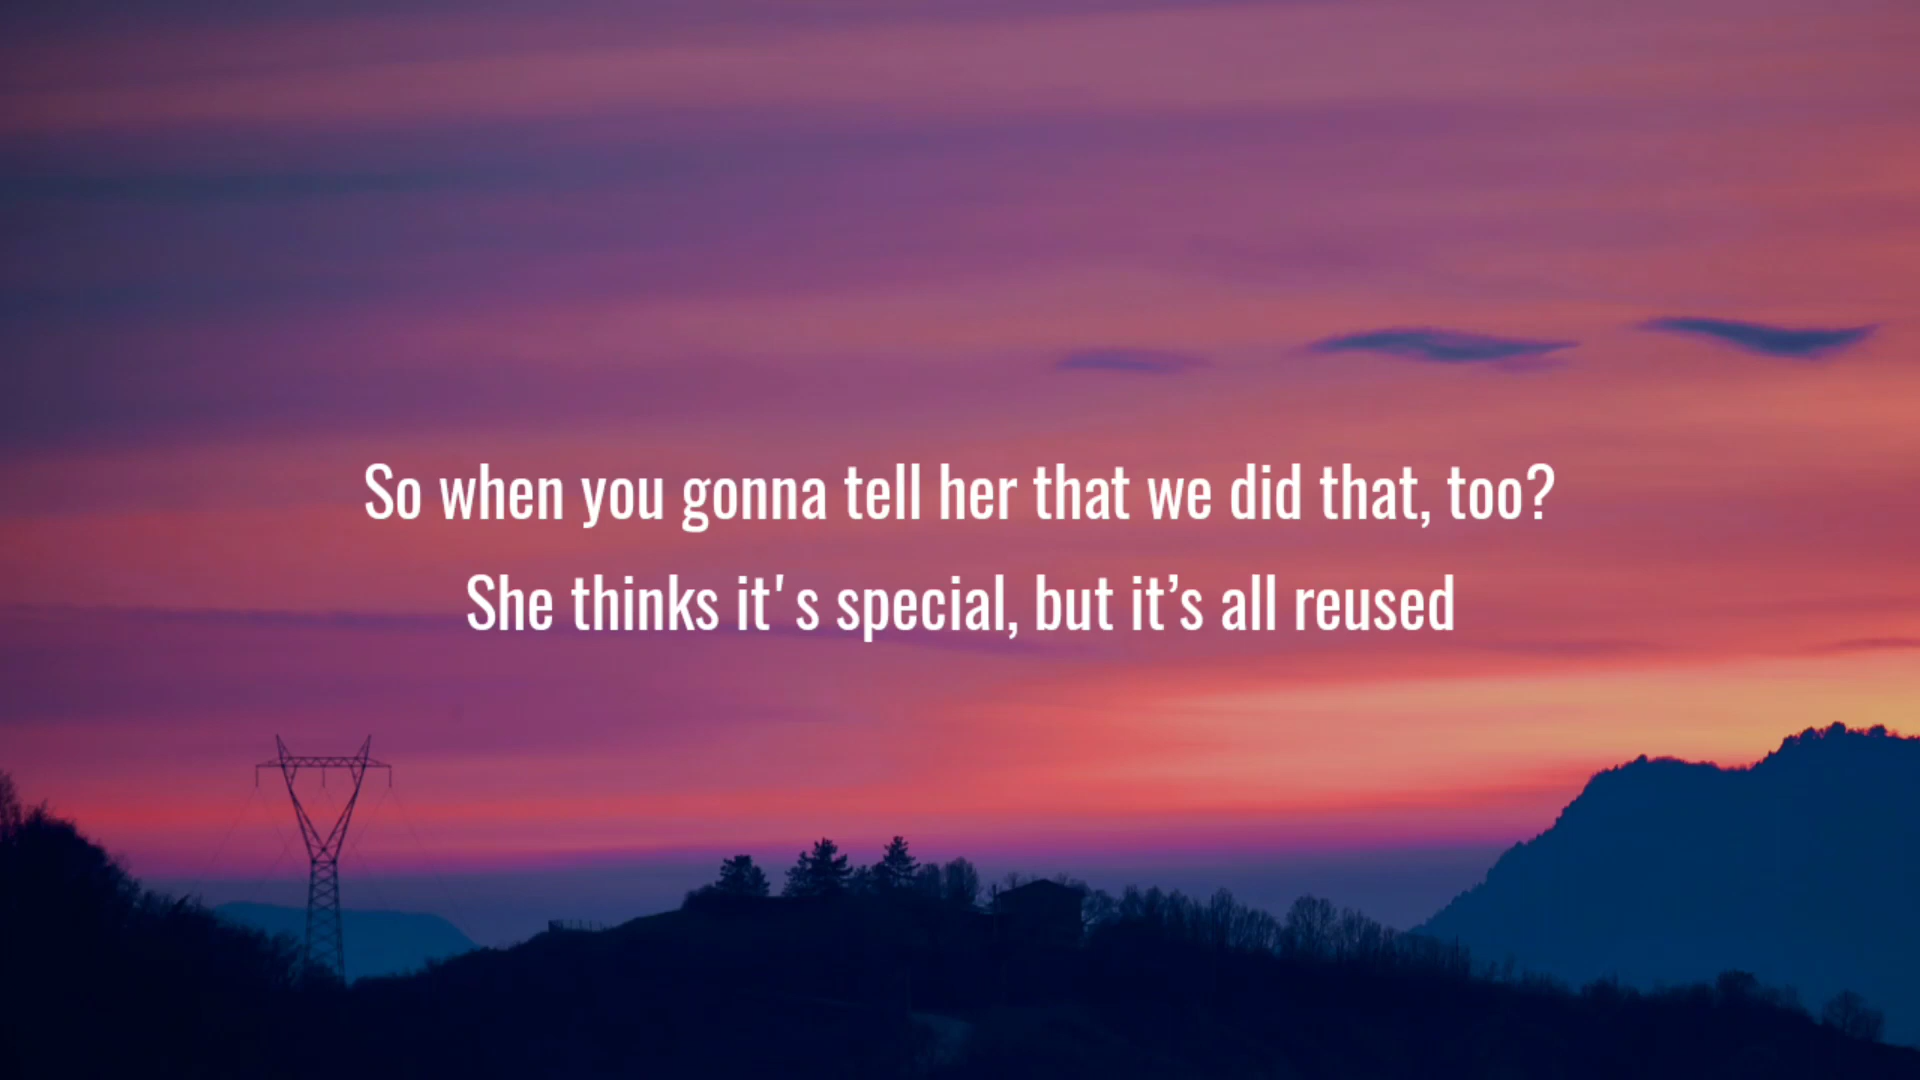 So when you gonna tell her that we did that, too?
She thinks it's special, but it’s all reused